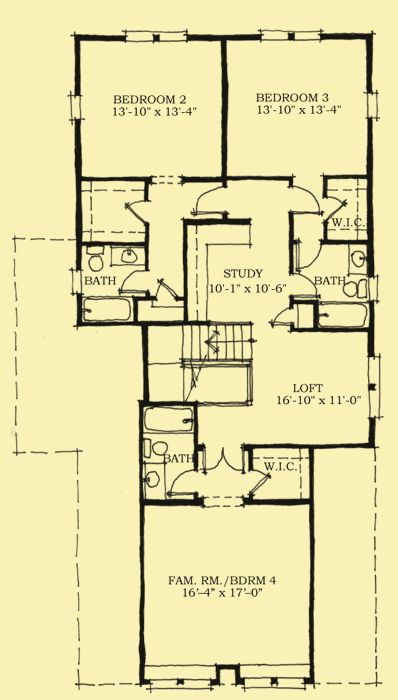 BEDROOM 2
13'-10" x 13'-4"
BEDROOM 3
13'-10" x 13'-4"
W.I.C.
BATH
STUDY
10'-1" x 10'-6"
BATH
LOFT
16'-10" x 11'-0"
BATH
W.I.C.
FAM. RM./BDRM 4
16'-4" x 17'-0"